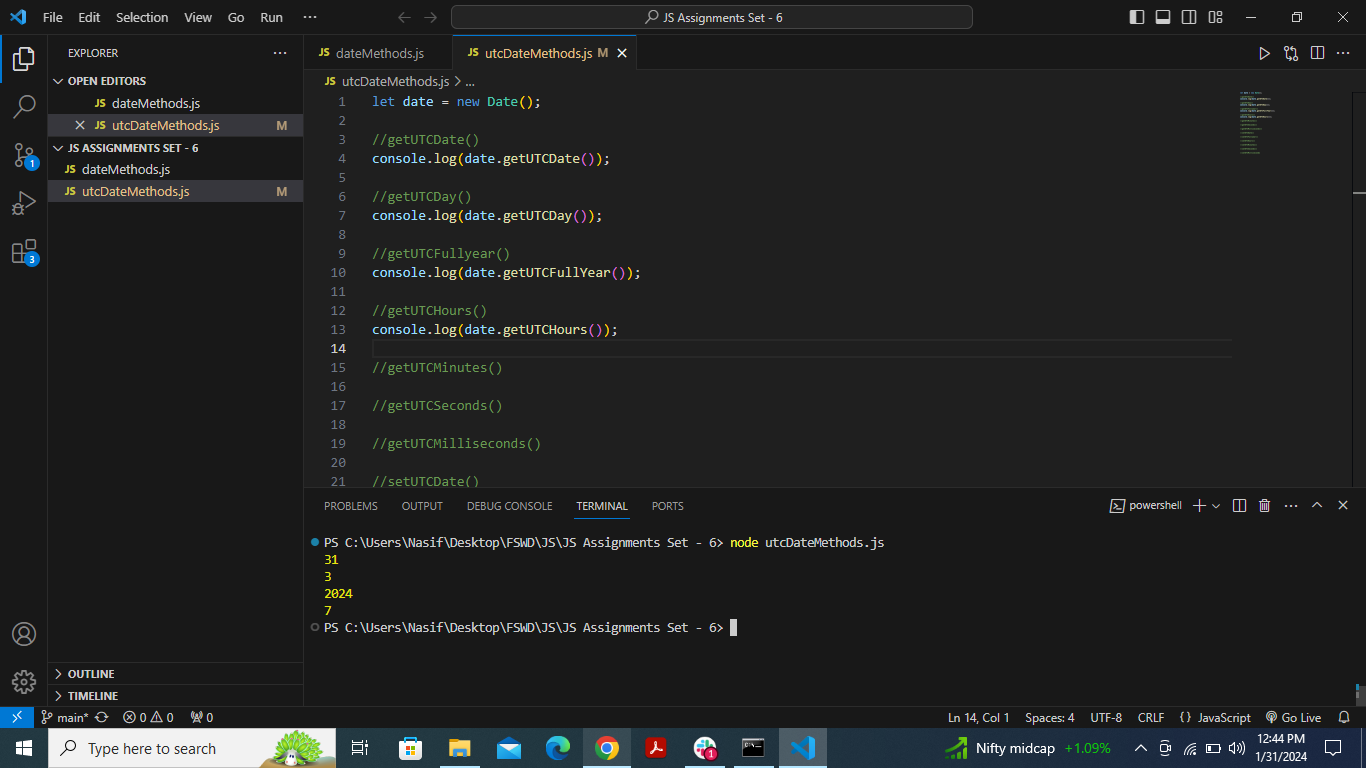 File Edit Selection View Go Run ···
JS Assignments Set - 6
EXPLORER ···
OPEN EDITORS
JS dateMethods.js
JS utcDateMethods.js M
JS ASSIGNMENTS SET - 6
JS dateMethods.js
JS utcDateMethods.js M
OUTLINE
TIMELINE
1
3
JS dateMethods.js
JS utcDateMethods.js M
JS utcDateMethods.js > ...
1 let date = new Date();
2
3 //getUTCDate()
4 console.log(date.getUTCDate());
5
6 //getUTCDay()
7 console.log(date.getUTCDay());
8
9 //getUTCFullyear()
10 console.log(date.getUTCFullYear());
11
12 //getUTCHours()
13 console.log(date.getUTCHours());
14
15 //getUTCMinutes()
16
17 //getUTCSeconds()
18
19 //getUTCMilliseconds()
20
21 //setUTCDate()
PROBLEMS OUTPUT DEBUG CONSOLE TERMINAL PORTS
powershell
PS C:\Users\Nasif\Desktop\FSWD\JS\JS Assignments Set - 6> node utcDateMethods.js
31
3
2024
7
PS C:\Users\Nasif\Desktop\FSWD\JS\JS Assignments Set - 6>
main* 0 0 0
Ln 14, Col 1 Spaces: 4 UTF-8 CRLF {} JavaScript Go Live
Type here to search
1
Nifty midcap +1.09%
12:44 PM
1/31/2024